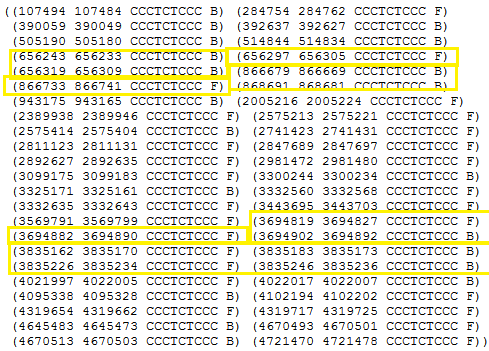 ((107494 107484 CCCTCTCCC B) (284754 284762 CCCTCTCCC F)
(390059 390049 CCCTCTCCC B) (392637 392627 CCCTCTCCC B)
(505190 505180 CCCTCTCCC B) (514844 514834 CCCTCTCCC B)
(656243 656233 CCCTCTCCC B) (656297 656305 CCCTCTCCC F)
(656319 656309 CCCTCTCCC B) (866679 866669 CCCTCTCCC B)
(866733 866741 CCCTCTCCC F) (868691 868681 CCCTCTCCC B)
(943175 943165 CCCTCTCCC B) (2005216 2005224 CCCTCTCCC F)
(2389938 2389946 CCCTCTCCC F) (2575213 2575221 CCCTCTCCC F)
(2575414 2575404 CCCTCTCCC B) (2741423 2741431 CCCTCTCCC F)
(2811123 2811131 CCCTCTCCC F) (2847689 2847697 CCCTCTCCC F)
(2892627 2892635 CCCTCTCCC F) (2981472 2981480 CCCTCTCCC F)
(3099175 3099183 CCCTCTCCC F) (3300244 3300234 CCCTCTCCC B)
(3325171 3325161 CCCTCTCCC B) (3332560 3332568 CCCTCTCCC F)
(3332635 3332643 CCCTCTCCC F) (3443695 3443703 CCCTCTCCC F)
(3569791 3569799 CCCTCTCCC F) (3694819 3694827 CCCTCTCCC F)
(3694882 3694890 CCCTCTCCC F) (3694902 3694892 CCCTCTCCC B)
(3835162 3835170 CCCTCTCCC F) (3835183 3835173 CCCTCTCCC B)
(3835226 3835234 CCCTCTCCC F) (3835246 3835236 CCCTCTCCC B)
(4021997 4022005 CCCTCTCCC F) (4022017 4022007 CCCTCTCCC B)
(4095338 4095328 CCCTCTCCC B) (4102194 4102202 CCCTCTCCC F)
(4319654 4319662 CCCTCTCCC F) (4319717 4319725 CCCTCTCCC F)
(4645483 4645473 CCCTCTCCC B) (4670493 4670501 CCCTCTCCC F)
(4670513 4670503 CCCTCTCCC B) (4721470 4721478 CCCTCTCCC F))